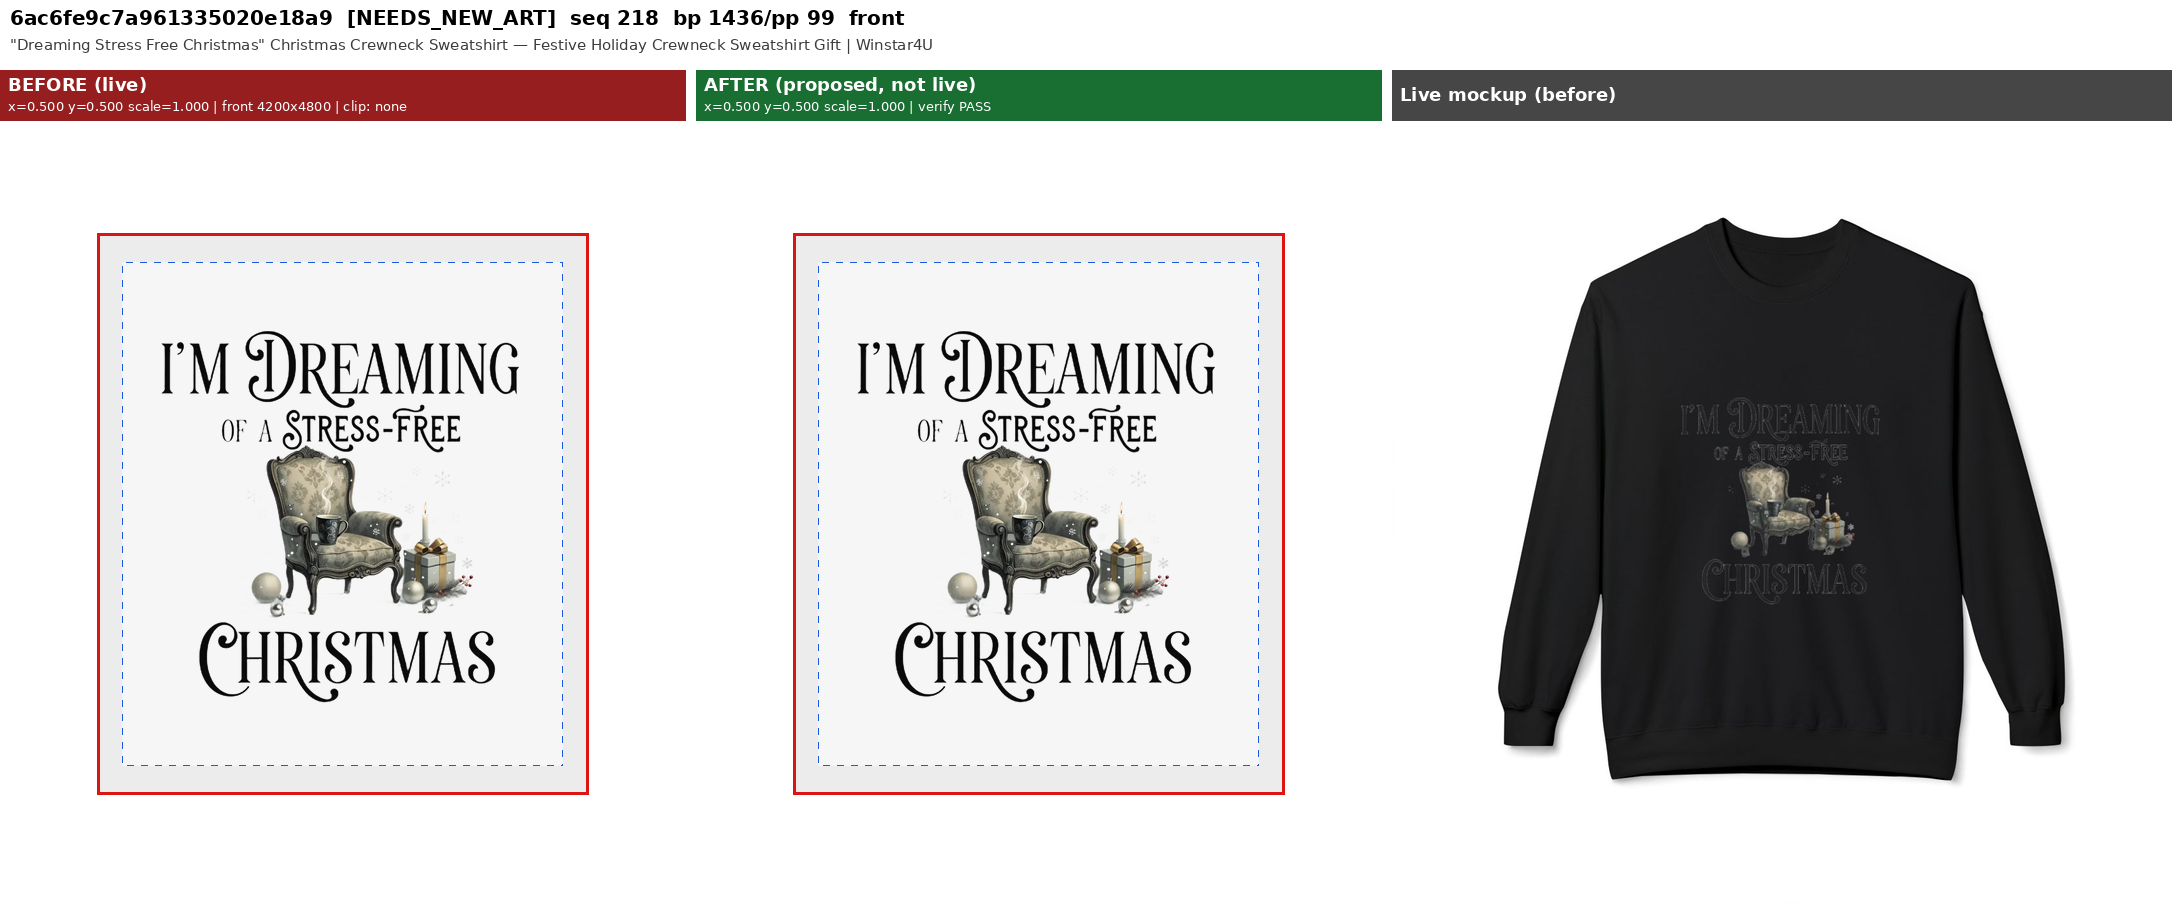 6ac6fe9c7a961335020e18a9 [NEEDS_NEW_ART] seq 218 bp 1436/pp 99 front
"Dreaming Stress Free Christmas" Christmas Crewneck Sweatshirt — Festive Holiday Crewneck Sweatshirt Gift | Winstar4U
BEFORE (live)
x=0.500 y=0.500 scale=1.000 | front 4200x4800 | clip: none
I'M DREAMING
OF A STRESS-FREE
CHRISTMAS
AFTER (proposed, not live)
x=0.500 y=0.500 scale=1.000 | verify PASS
I'M DREAMING
OF A STRESS-FREE
CHRISTMAS
Live mockup (before)
I'M DREAMING
OF A STRESS-FREE
CHRISTMAS